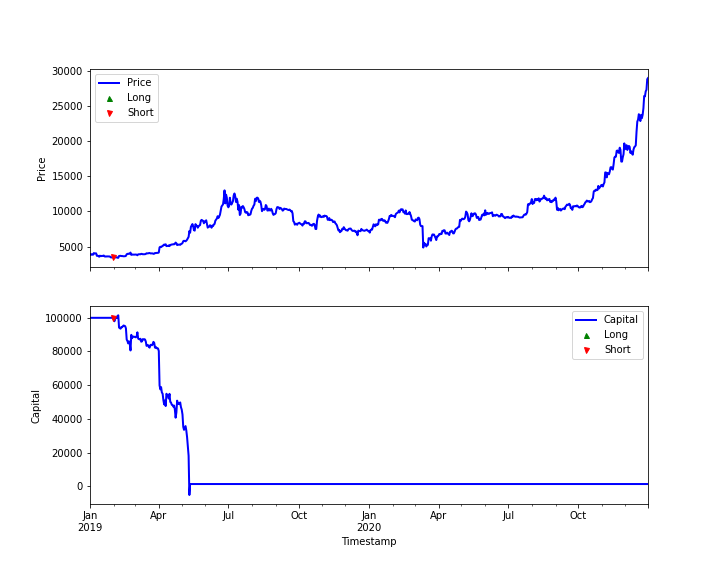 30000
25000
20000
15000
10000
5000
Price
Price
Long
Short
100000
80000
60000
40000
20000
0
Capital
Capital
Long
Short
Jan
2019
Apr
Jul
Oct
Jan
2020
Apr
Jul
Oct
Timestamp